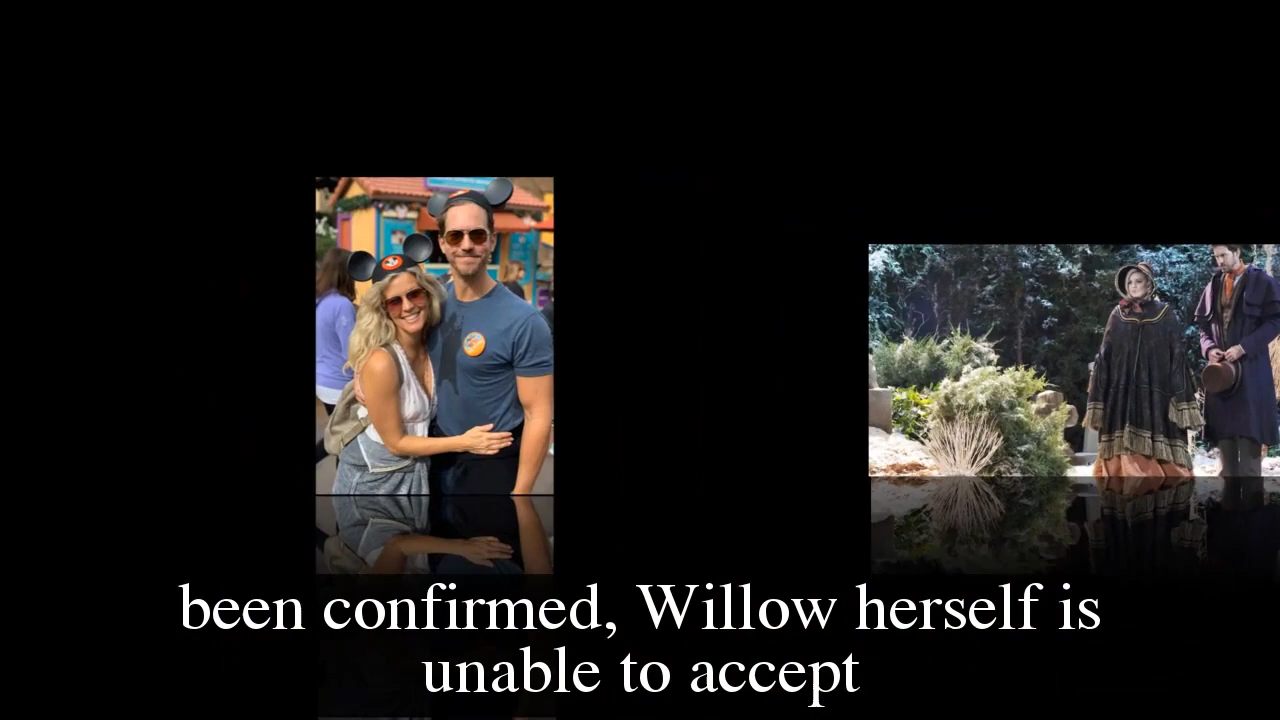 been confirmed, Willow herself is
unable to accept